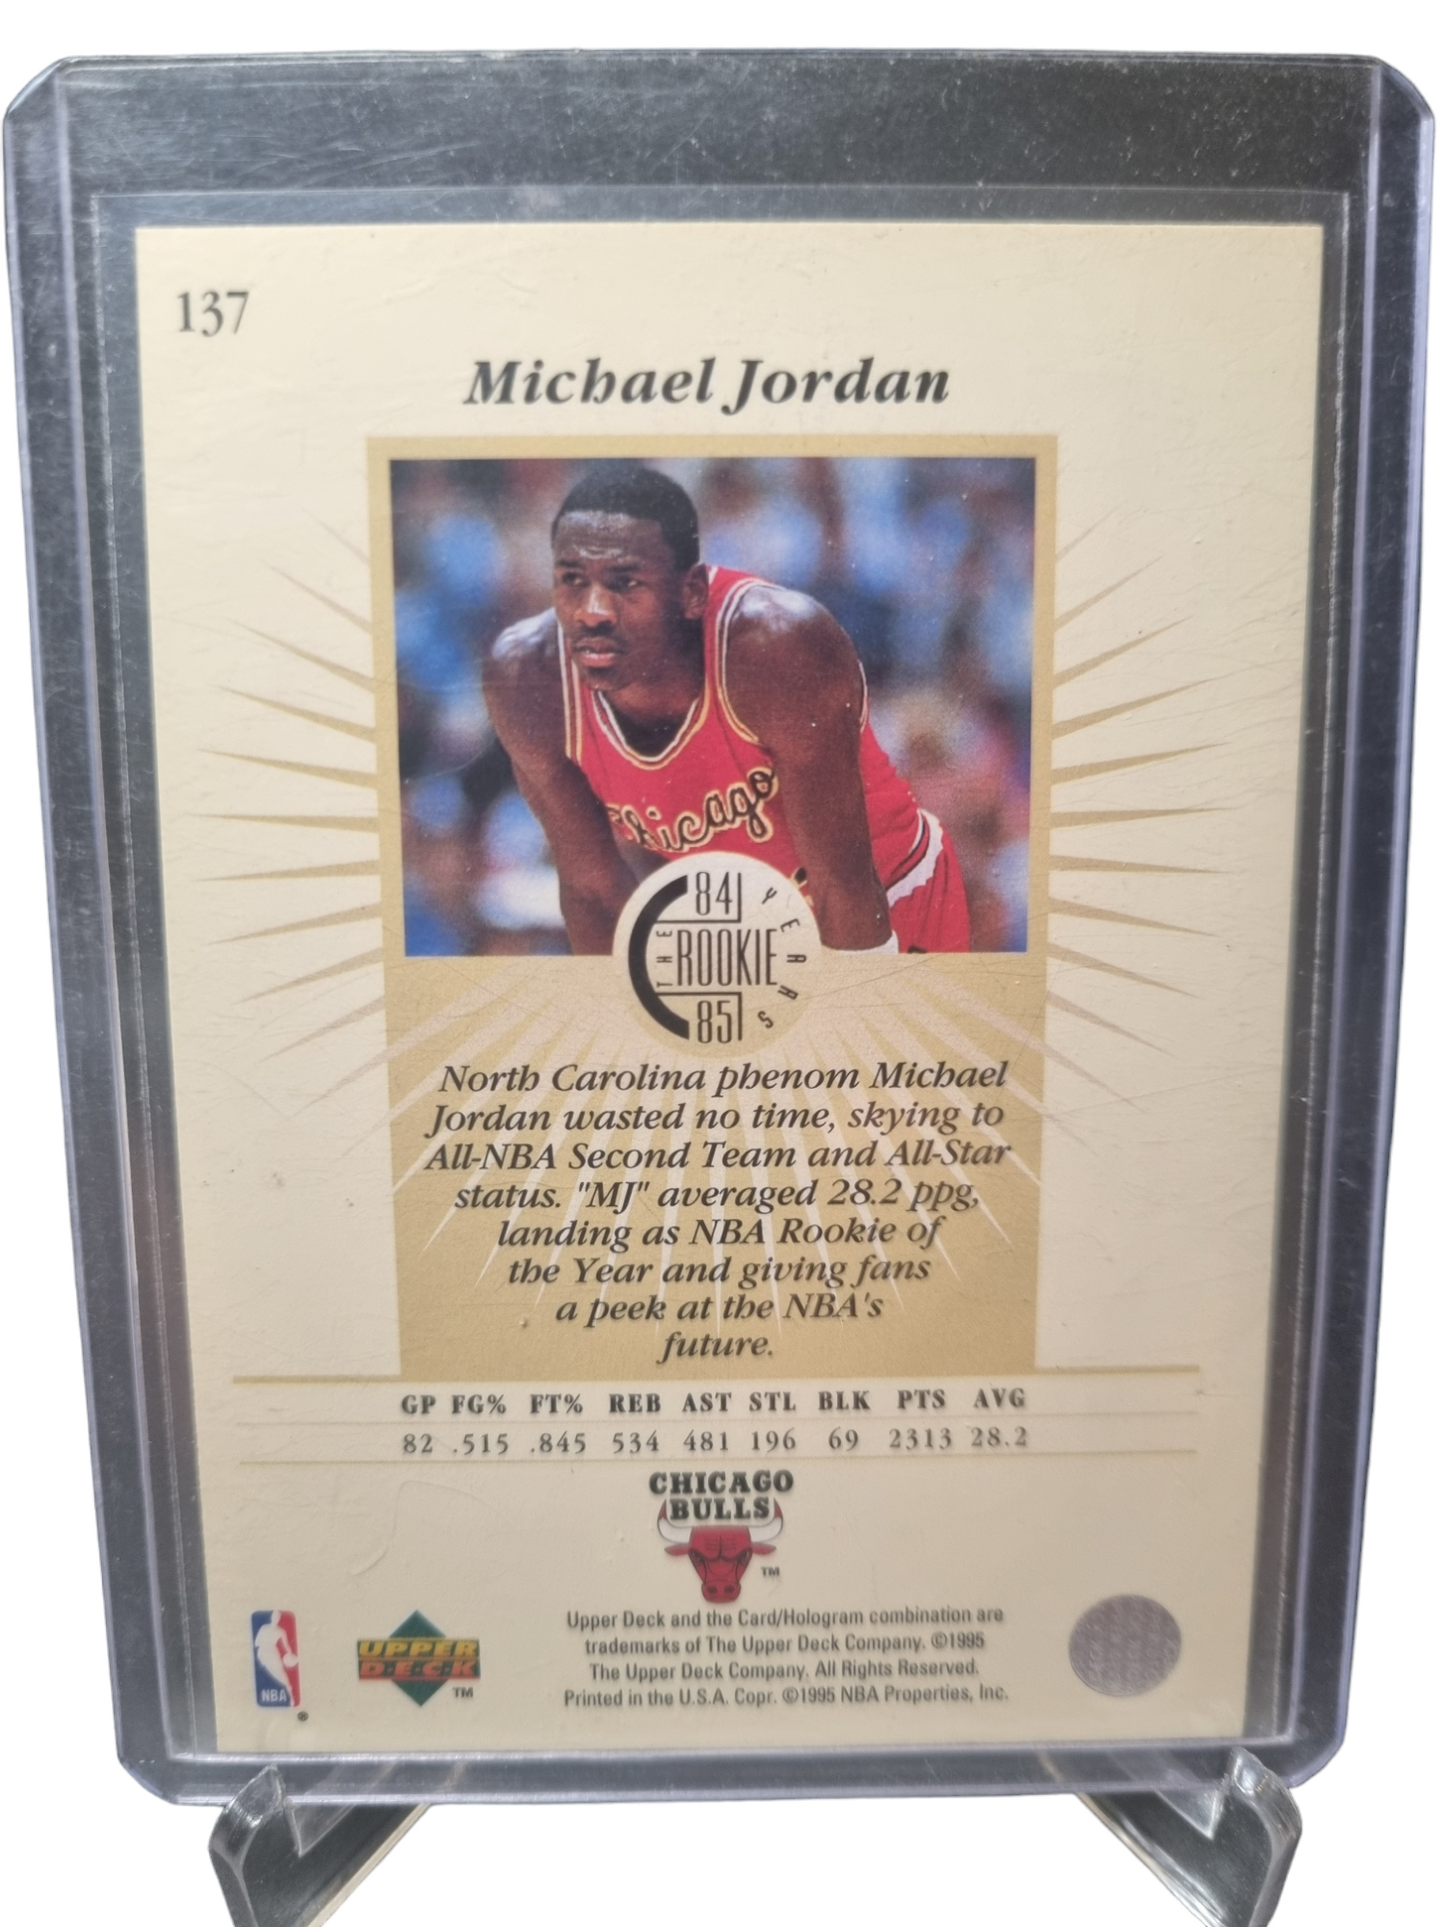 137
Michael Jordan
Chicago
84
THE ROOKIE YEARS
85
North Carolina phenom Michael
Jordan wasted no time, skying to
All-NBA Second Team and All-Star
status. "MJ" averaged 28.2 ppg,
landing as NBA Rookie of
the Year and giving fans
a peek at the NBA's
future.
GP FG% FT% REB AST STL BLK PTS AVG
82 .515 .845 534 481 196 69 2313 28.2
CHICAGO
BULLS
TM
Upper Deck and the Card/Hologram combination are
trademarks of The Upper Deck Company. ©1995
The Upper Deck Company. All Rights Reserved.
Printed in the U.S.A. Copr. ©1995 NBA Properties, Inc.
NBA ®
UPPER
DECK
TM